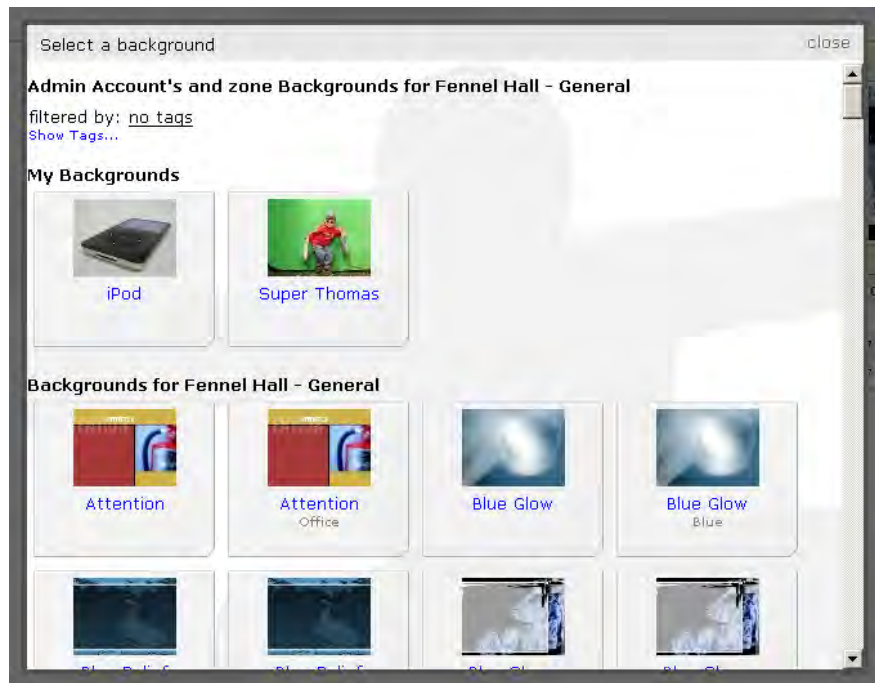 Select a background
close
Admin Account's and zone Backgrounds for Fennel Hall - General
filtered by: no tags
Show Tags...
My Backgrounds
iPod
Super Thomas
Backgrounds for Fennel Hall - General
Attention
Attention
Office
Blue Glow
Blue Glow
Blue